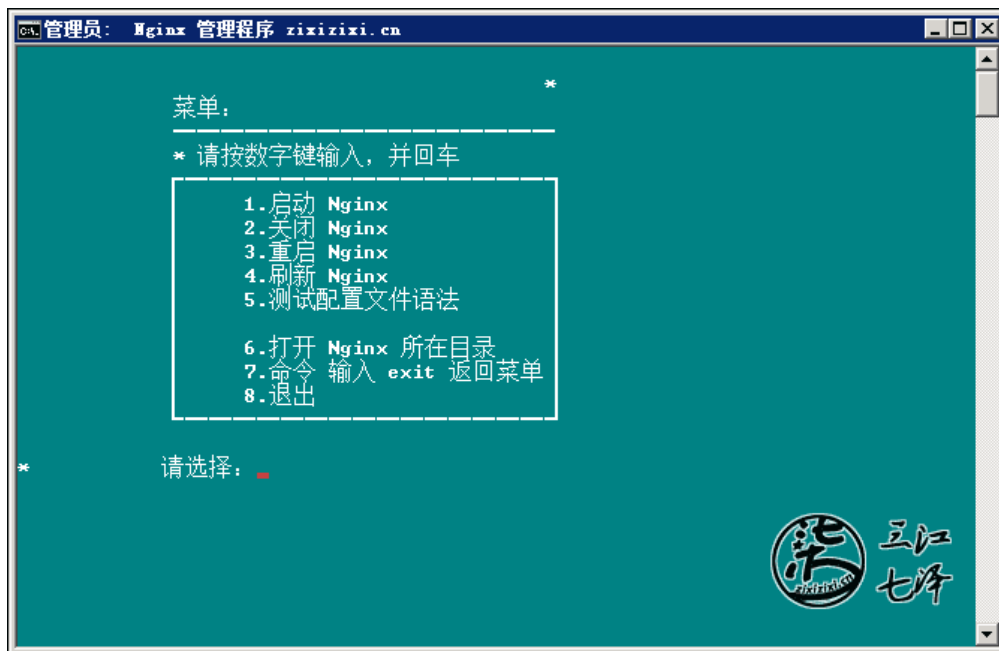 管理员: Nginx 管理程序 zixizixi.cn
*
菜单:
* 请按数字键输入，并回车
1.启动 Nginx
2.关闭 Nginx
3.重启 Nginx
4.刷新 Nginx
5.测试配置文件语法
6.打开 Nginx 所在目录
7.命令 输入 exit 返回菜单
8.退出
* 请选择:
柒
zixizixi.cn
三江
七泽